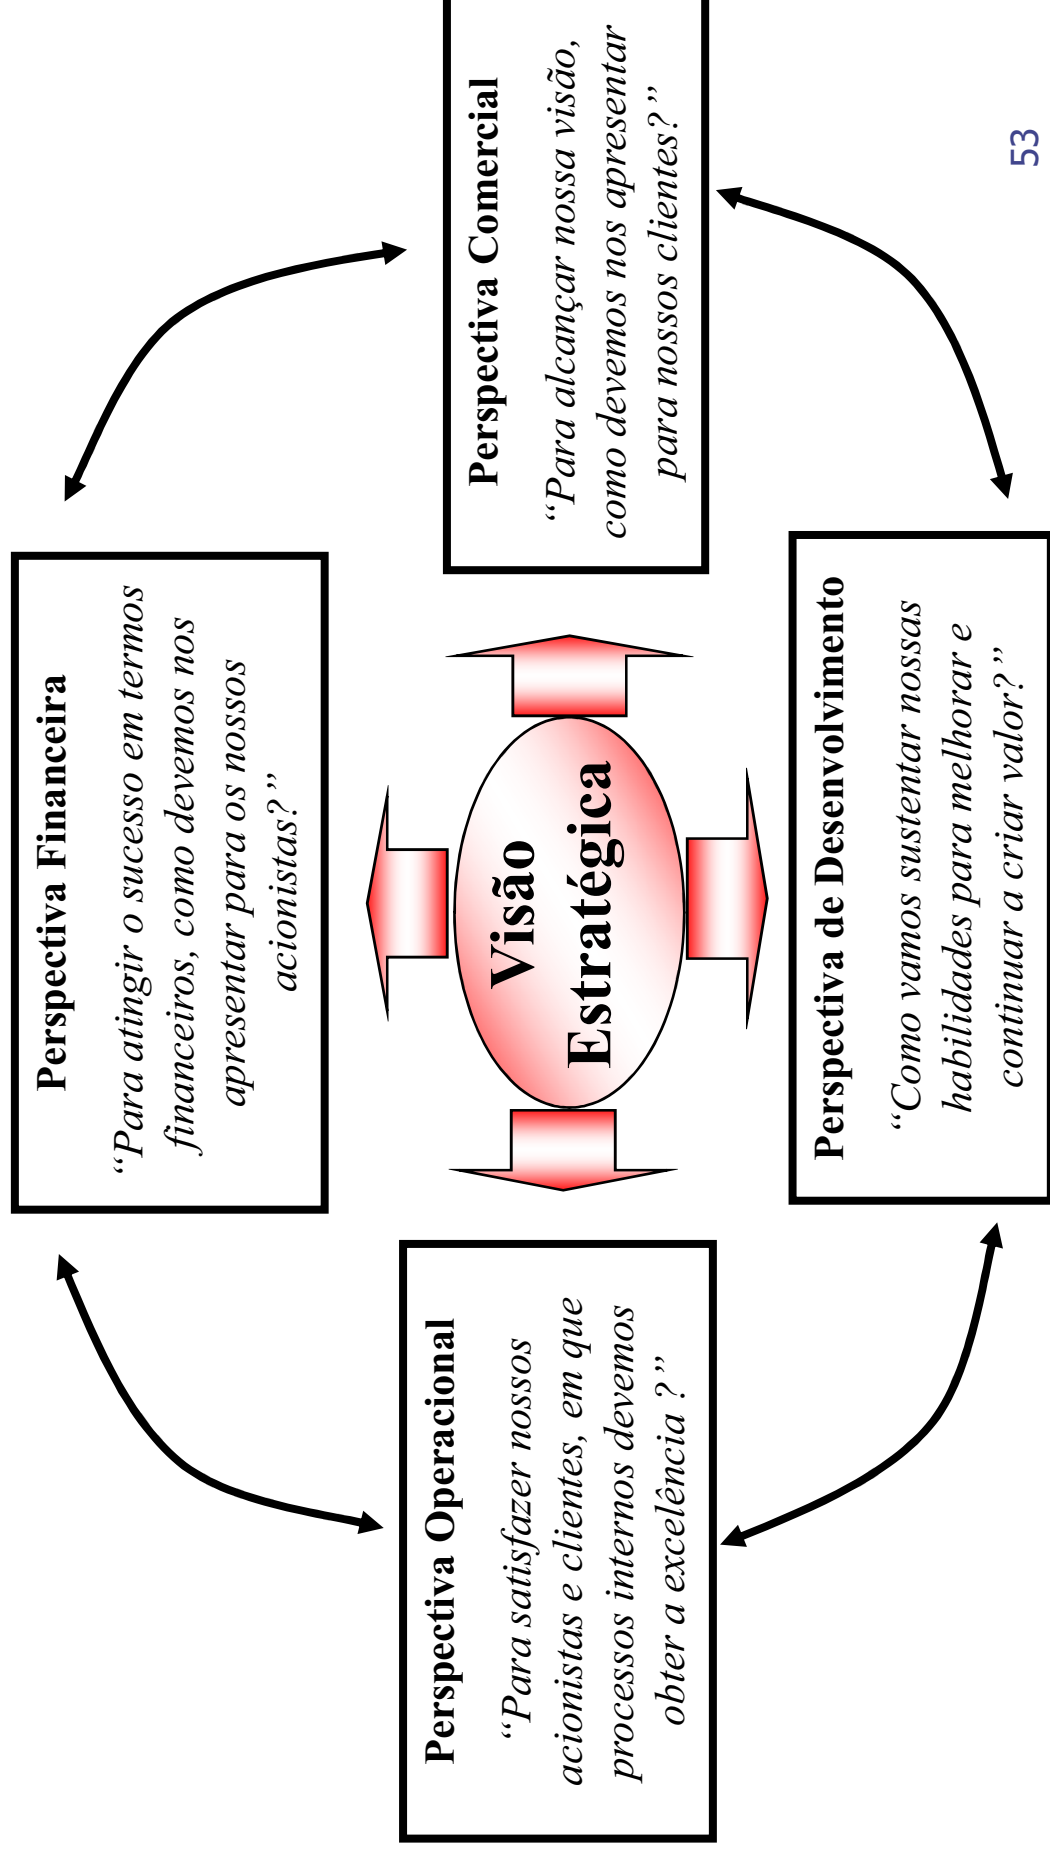 Perspectiva Financeira
“Para atingir o sucesso em termos
financeiros, como devemos nos
apresentar para os nossos
acionistas?”
Perspectiva Operacional
“Para satisfazer nossos
acionistas e clientes, em que
processos internos devemos
obter a excelência ?”
Visão
Estratégica
Perspectiva Comercial
“Para alcançar nossa visão,
como devemos nos apresentar
para nossos clientes?”
Perspectiva de Desenvolvimento
“Como vamos sustentar nossas
habilidades para melhorar e
continuar a criar valor?”
53